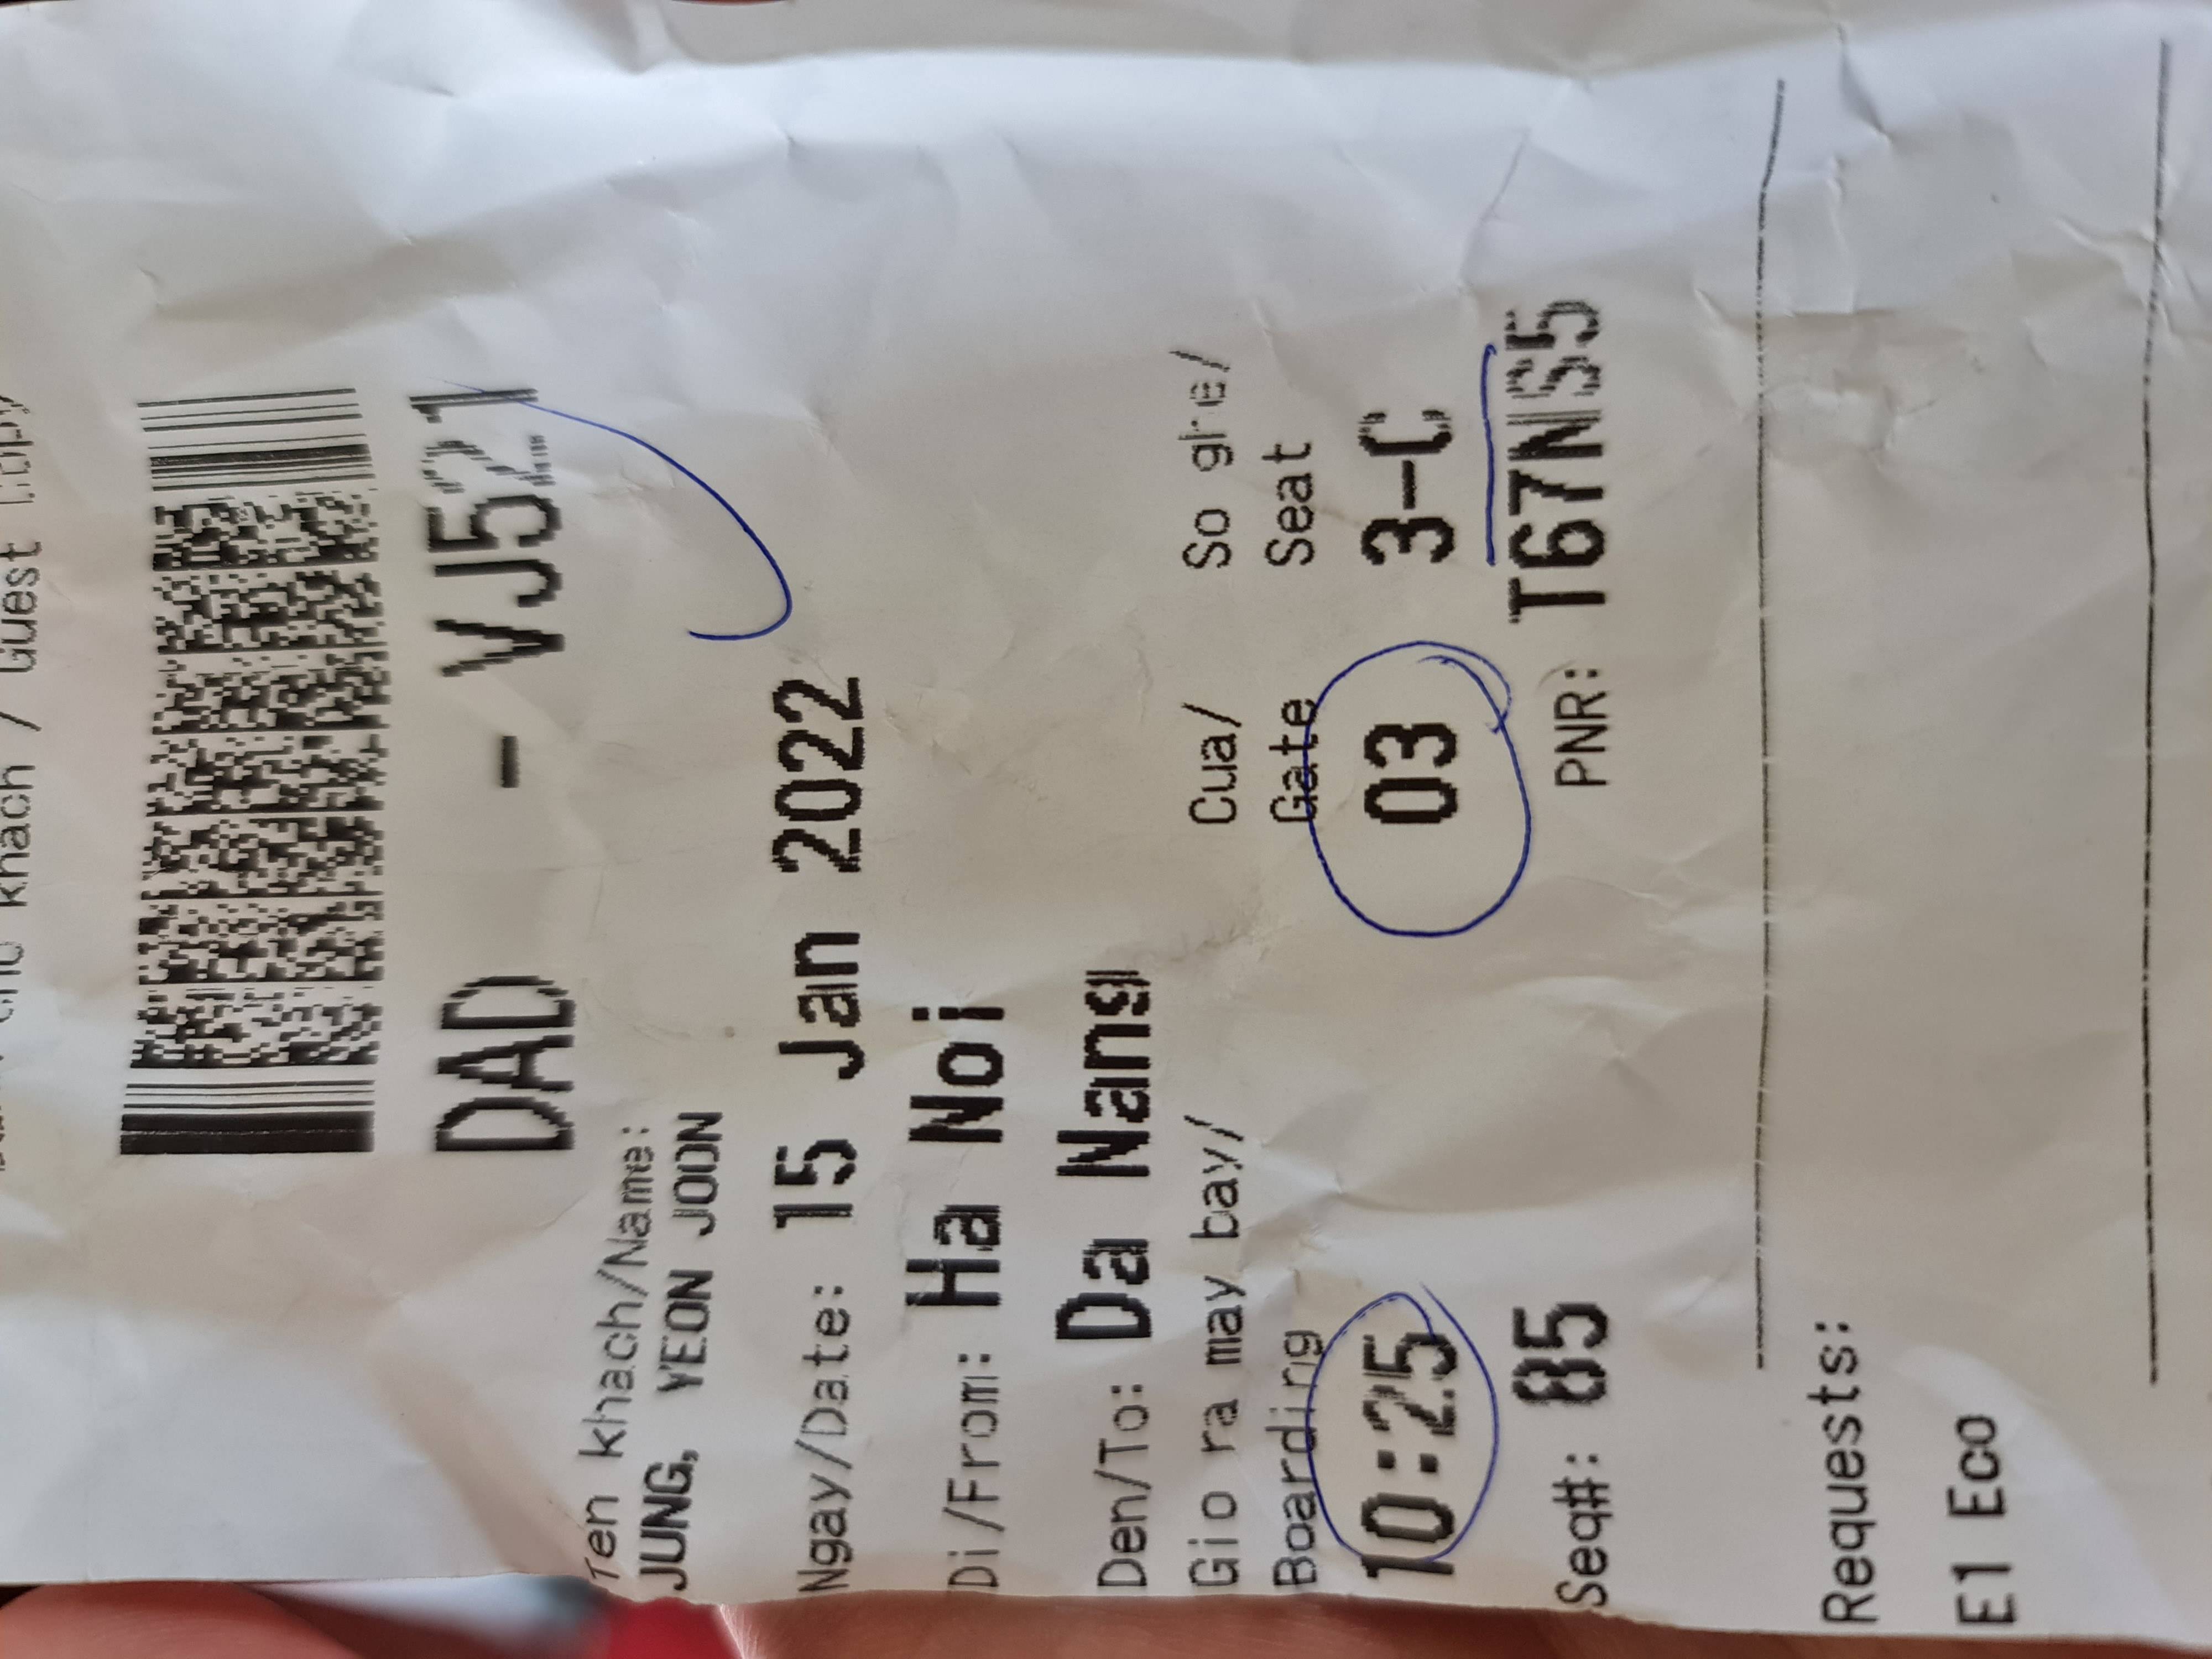 khach / Guest Copy
DAD - VJ521
Ten khach/Name:
JUNG, YEON JOON
Ngay/Date: 15 Jan 2022
Di/From: Ha Noi
Den/To: Da Nang
Gio ra may bay/ Cua/ So ghe/
Boarding Gate Seat
10:25 03 3-C
Seq#: 85 PNR: T67NS5
Requests:
E1 Eco